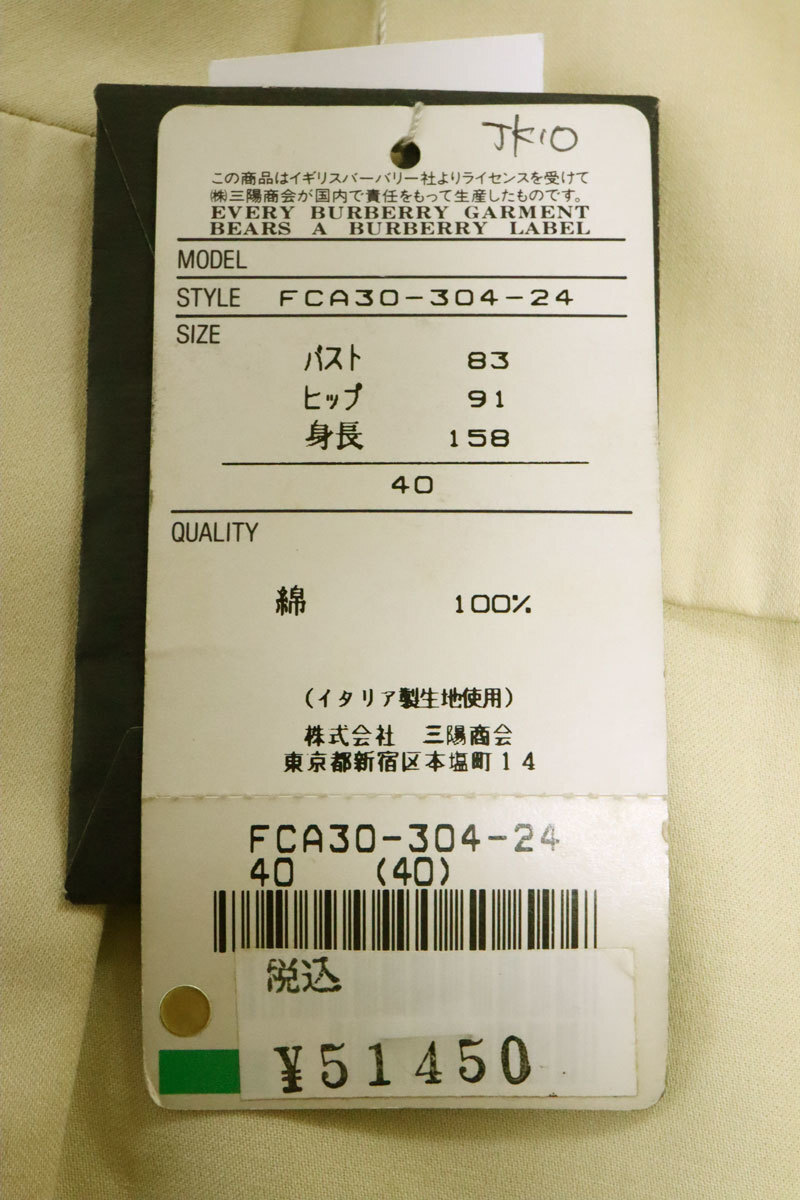 JK10
この商品はイギリスバーバリー社よりライセンスを受けて
㈱三陽商会が国内で責任をもって生産したものです。
EVERY BURBERRY GARMENT
BEARS A BURBERRY LABEL
MODEL
STYLE FCA30-304-24
SIZE
バスト 83
ヒップ 91
身長 158
40
QUALITY
綿 100%
(イタリア製生地使用)
株式会社 三陽商会
東京都新宿区本塩町14
FCA30-304-24
40 (40)
税込
¥51450